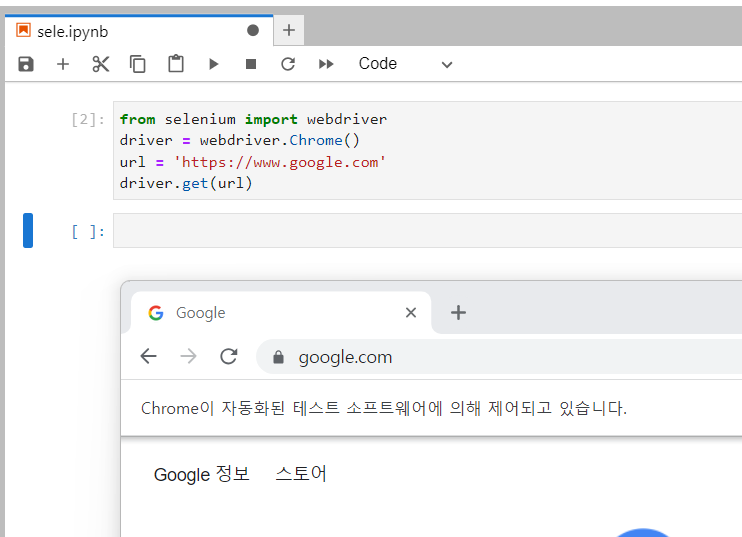 sele.ipynb
Code
[2]:
from selenium import webdriver
driver = webdriver.Chrome()
url = 'https://www.google.com'
driver.get(url)
[ ]:
Google
google.com
Chrome이 자동화된 테스트 소프트웨어에 의해 제어되고 있습니다.
Google 정보 스토어